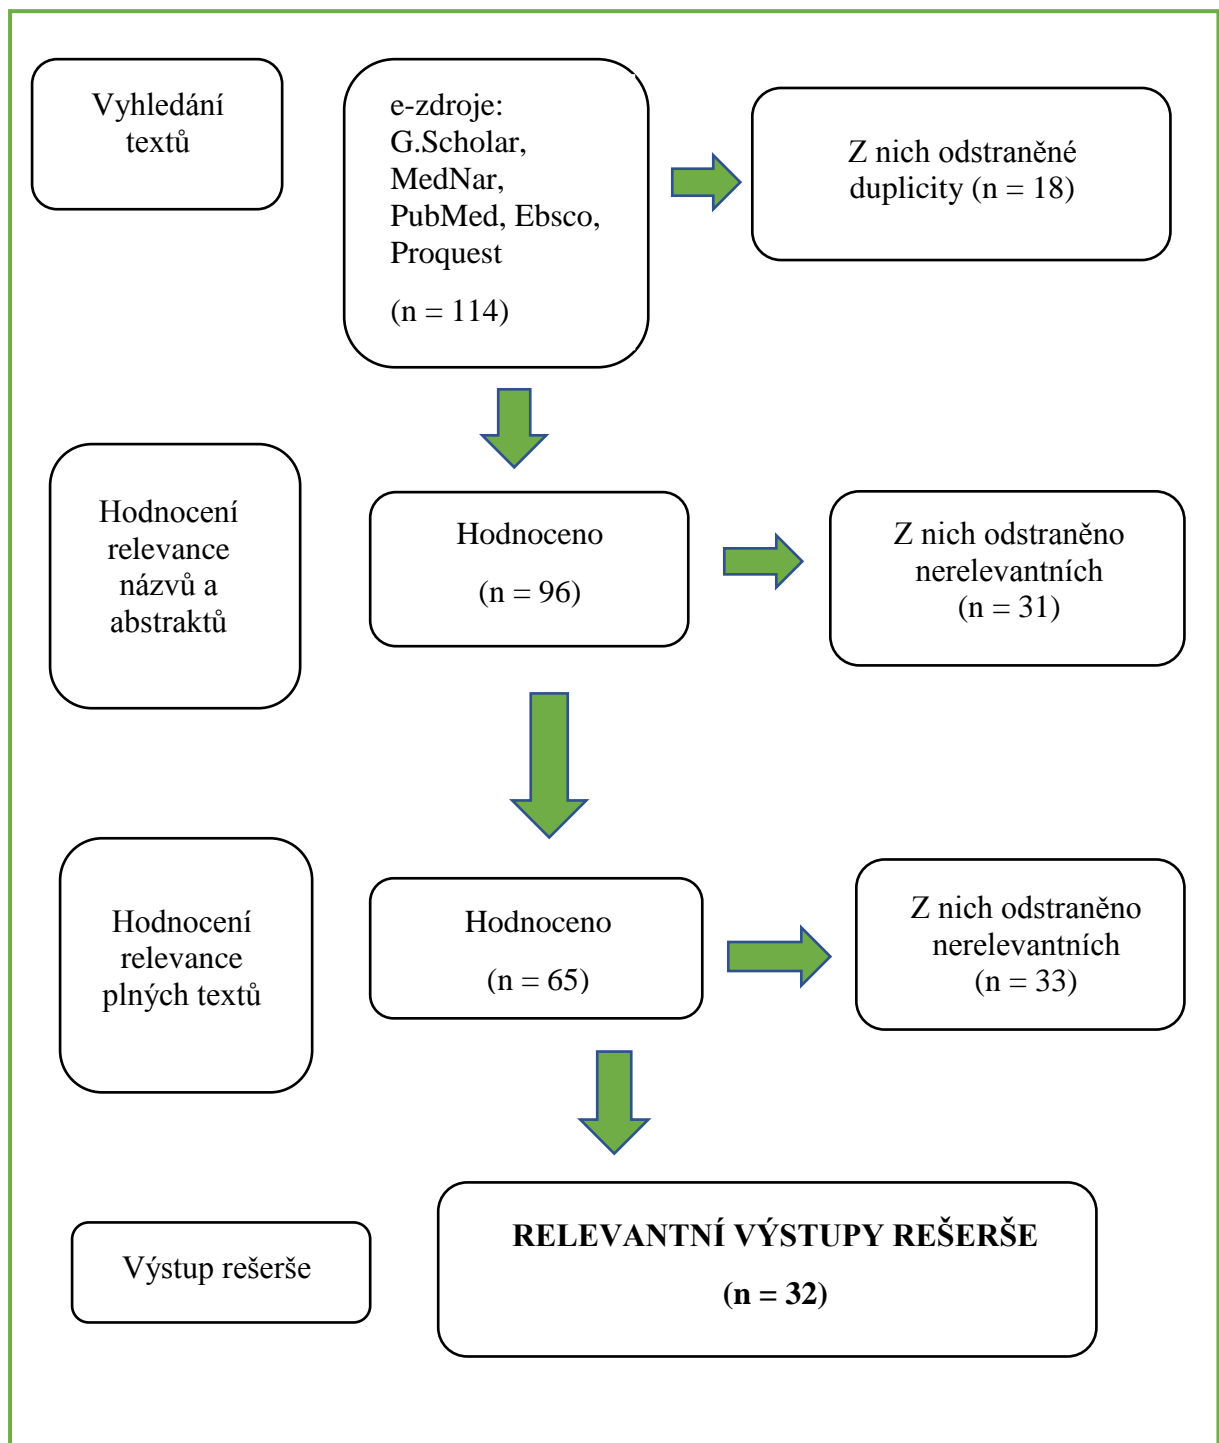 Vyhledání
textů
e-zdroje:
G.Scholar,
MedNar,
PubMed, Ebsco,
Proquest
(n = 114)
Z nich odstraněné
duplicity (n = 18)
Hodnocení
relevance
názvů a
abstraktů
Hodnoceno
(n = 96)
Z nich odstraněno
nerelevantních
(n = 31)
Hodnocení
relevance
plných textů
Hodnoceno
(n = 65)
Z nich odstraněno
nerelevantních
(n = 33)
Výstup rešerše
RELEVANTNÍ VÝSTUPY REŠERŠE
(n = 32)